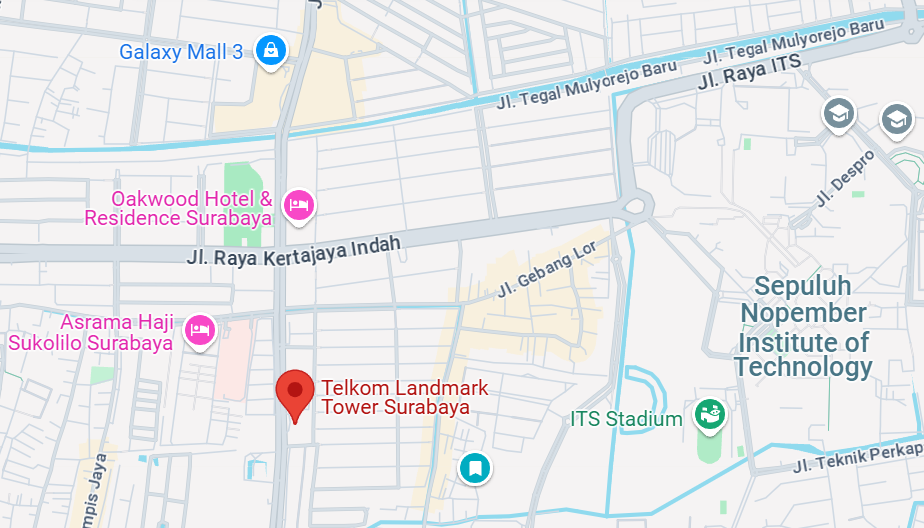 Galaxy Mall 3
Jl. Tegal Mulyorejo Baru
Jl. Tegal Mulyorejo Baru
Jl. Raya ITS
Jl. Despro
Oakwood Hotel &
Residence Surabaya
Jl. Raya Kertajaya Indah
Jl. Gebang Lor
Sepuluh
Nopember
Institute of
Technology
Asrama Haji
Sukolilo Surabaya
Telkom Landmark
Tower Surabaya
ITS Stadium
Jl. Teknik Perkap
mpis Jaya